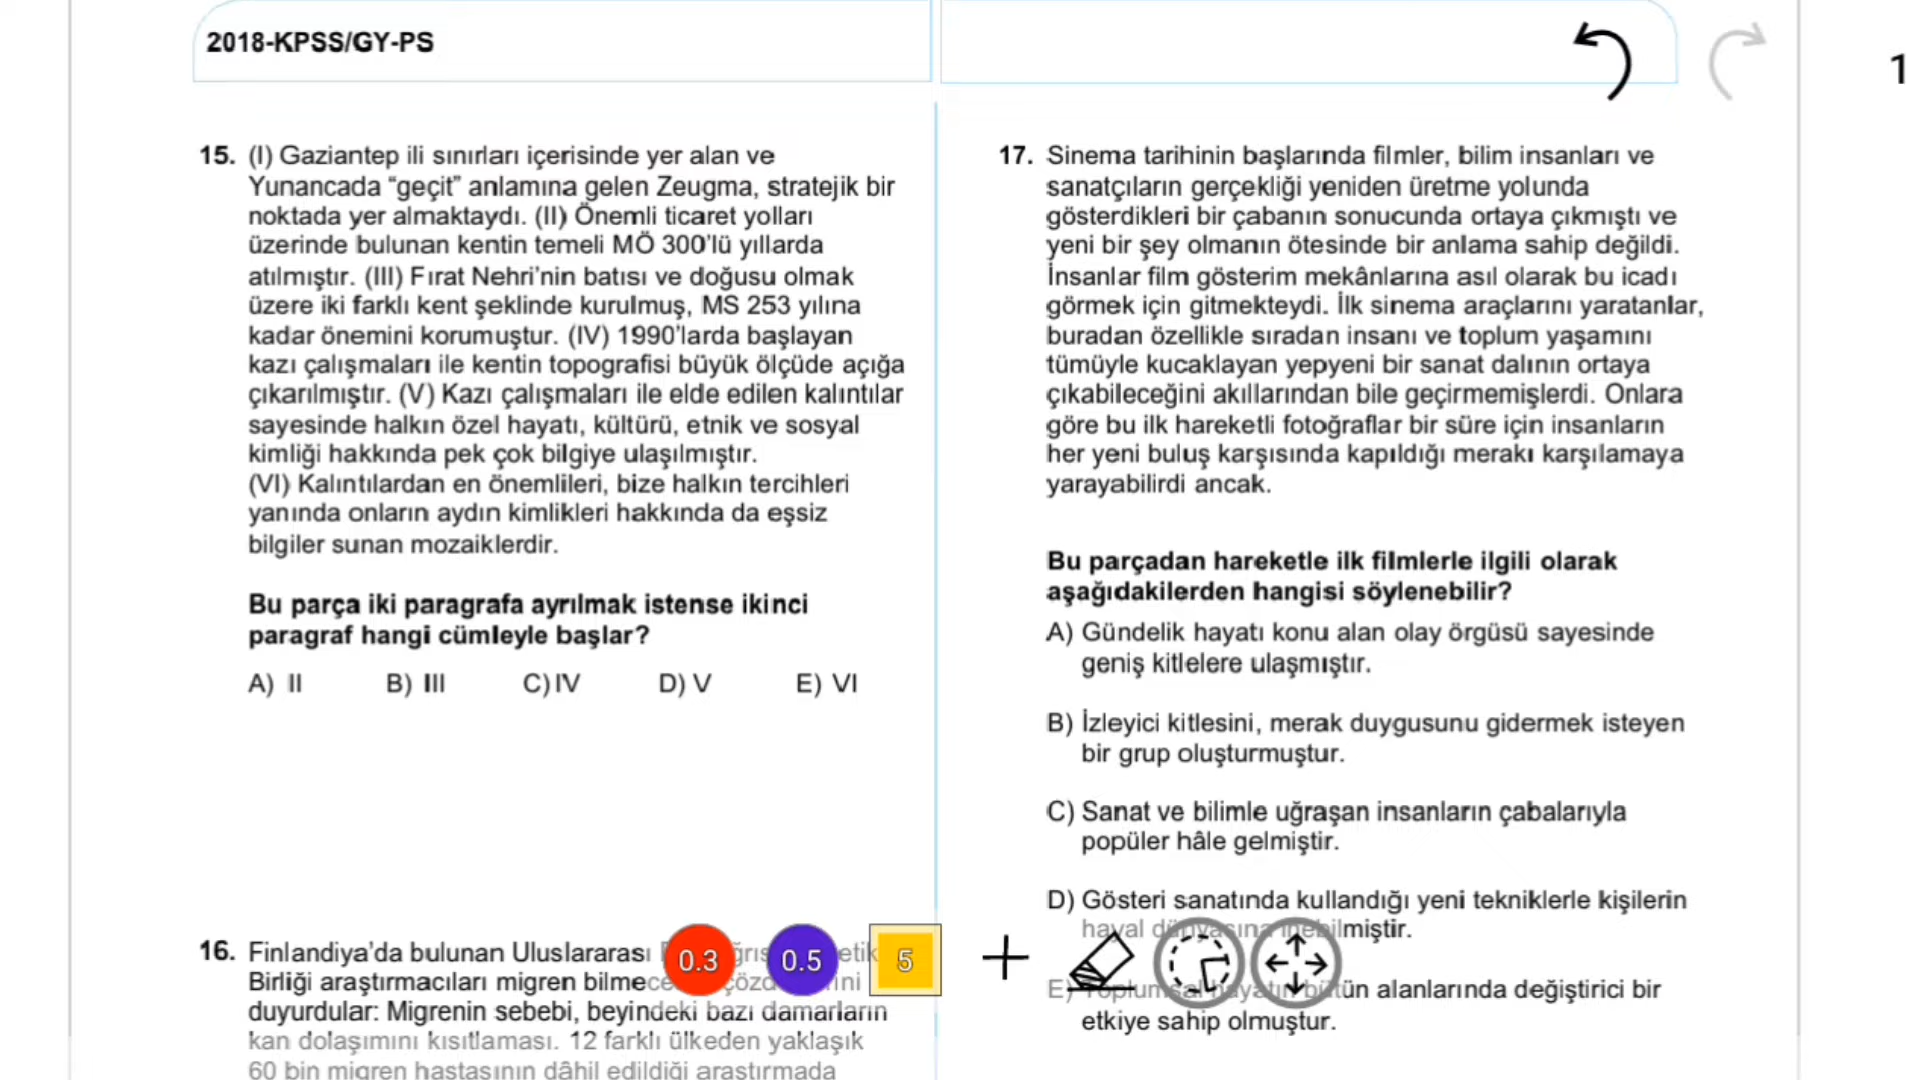 2018-KPSS/GY-PS
1
15. (I) Gaziantep ili sınırları içerisinde yer alan ve
Yunancada “geçit” anlamına gelen Zeugma, stratejik bir
noktada yer almaktaydı. (II) Önemli ticaret yolları
üzerinde bulunan kentin temeli MÖ 300’lü yıllarda
atılmıştır. (III) Fırat Nehri’nin batısı ve doğusu olmak
üzere iki farklı kent şeklinde kurulmuş, MS 253 yılına
kadar önemini korumuştur. (IV) 1990’larda başlayan
kazı çalışmaları ile kentin topografisi büyük ölçüde açığa
çıkarılmıştır. (V) Kazı çalışmaları ile elde edilen kalıntılar
sayesinde halkın özel hayatı, kültürü, etnik ve sosyal
kimliği hakkında pek çok bilgiye ulaşılmıştır.
(VI) Kalıntılardan en önemlileri, bize halkın tercihleri
yanında onların aydın kimlikleri hakkında da eşsiz
bilgiler sunan mozaiklerdir.
Bu parça iki paragrafa ayrılmak istense ikinci
paragraf hangi cümleyle başlar?
A) II B) III C) IV D) V E) VI
16. Finlandiya’da bulunan Uluslararası
Birliği araştırmacıları migren
duyurdular: Migrenin sebebi, beyindeki bazı damarların
kan dolaşımını kısıtlaması. 12 farklı ülkeden yaklaşık
60 bin migren hastasının dâhil edildiği araştırmada
17. Sinema tarihinin başlarında filmler, bilim insanları ve
sanatçıların gerçekliği yeniden üretme yolunda
gösterdikleri bir çabanın sonucunda ortaya çıkmıştı ve
yeni bir şey olmanın ötesinde bir anlama sahip değildi.
İnsanlar film gösterim mekânlarına asıl olarak bu icadı
görmek için gitmekteydi. İlk sinema araçlarını yaratanlar,
buradan özellikle sıradan insanı ve toplum yaşamını
tümüyle kucaklayan yepyeni bir sanat dalının ortaya
çıkabileceğini akıllarından bile geçirmemişlerdi. Onlara
göre bu ilk hareketli fotoğraflar bir süre için insanların
her yeni buluş karşısında kapıldığı merakı karşılamaya
yarayabilirdi ancak.
Bu parçadan hareketle ilk filmlerle ilgili olarak
aşağıdakilerden hangisi söylenebilir?
A) Gündelik hayatı konu alan olay örgüsü sayesinde
geniş kitlelere ulaşmıştır.
B) İzleyici kitlesini, merak duygusunu gidermek isteyen
bir grup oluşturmuştur.
C) Sanat ve bilimle uğraşan insanların çabalarıyla
popüler hâle gelmiştir.
D) Gösteri sanatında kullandığı yeni tekniklerle kişilerin
hayal dünyasına inebilmiştir.
E) Toplumsal hayatın bütün alanlarında değiştirici bir
etkiye sahip olmuştur.
0.3
0.5
5